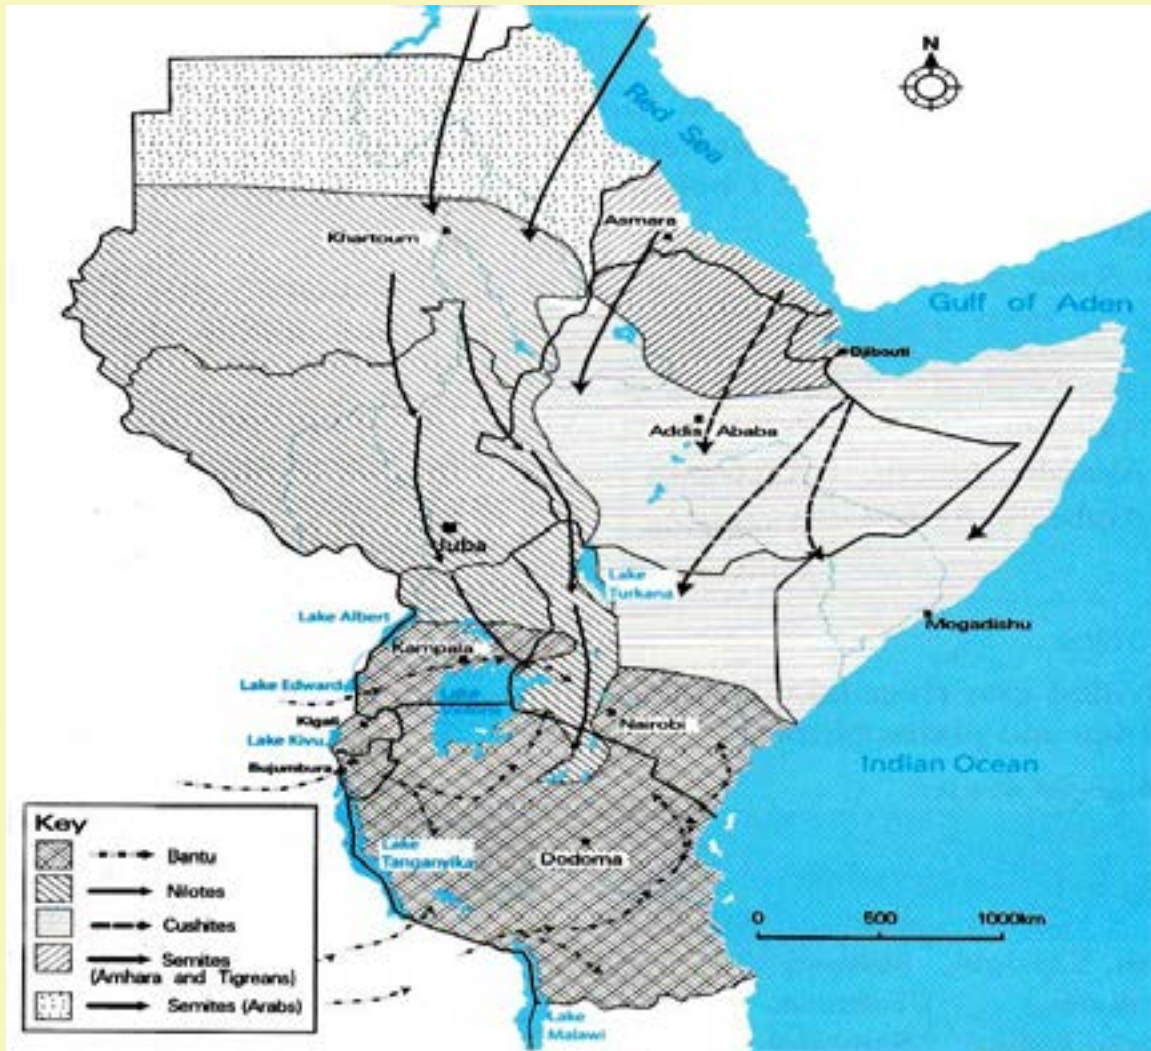 N
Red Sea
Asmara
Khartoum
Gulf of Aden
Djibouti
Addis Ababa
Juba
Lake
Turkana
Lake Albert
Mogadishu
Kampala
Lake Edward
Lake
Kigali
Nairobi
Lake Kivu
Indian Ocean
Bujumbura
Key
Bantu
Nilotes
Cushites
Semites
(Amhara and Tigreans)
Semites (Arabs)
Lake
Tanganyika
Dodoma
0 500 1000km
Lake
Malawi